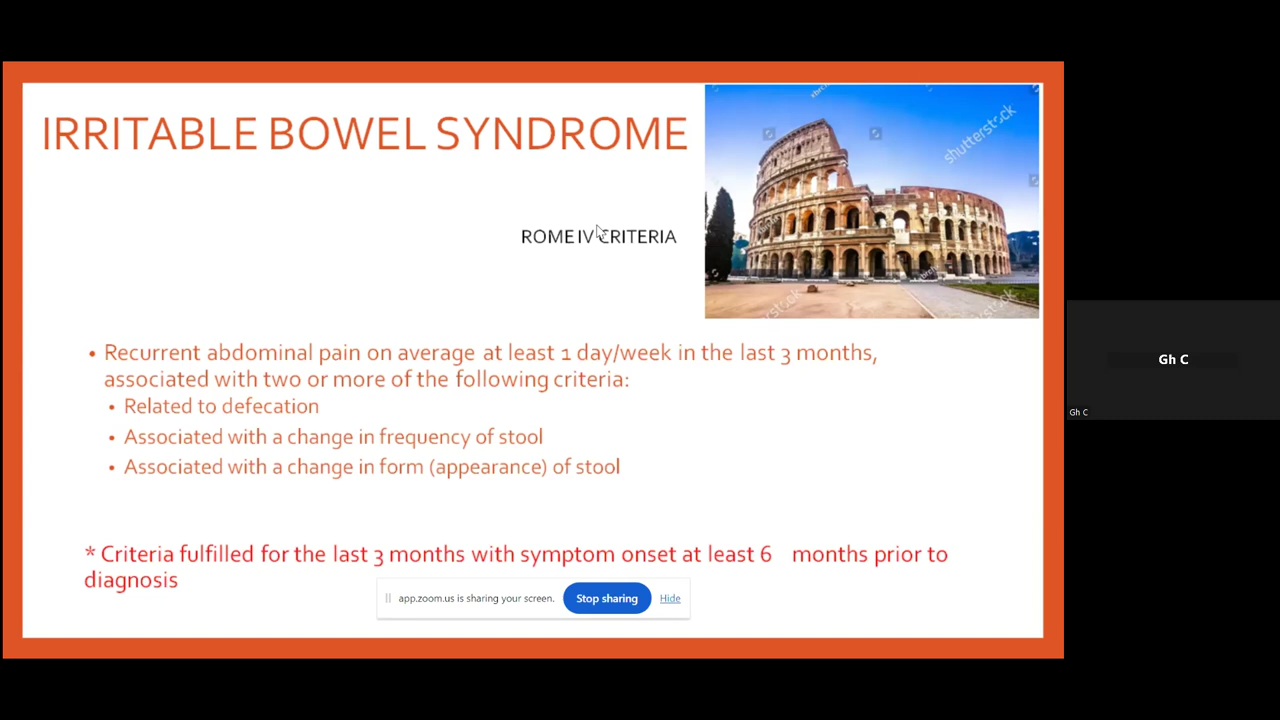 IRRITABLE BOWEL SYNDROME
shutterstock
ROME IV CRITERIA
• Recurrent abdominal pain on average at least 1 day/week in the last 3 months,
associated with two or more of the following criteria:
• Related to defecation
• Associated with a change in frequency of stool
• Associated with a change in form (appearance) of stool
* Criteria fulfilled for the last 3 months with symptom onset at least 6 months prior to
diagnosis
app.zoom.us is sharing your screen. Stop sharing Hide
Gh C
Gh C